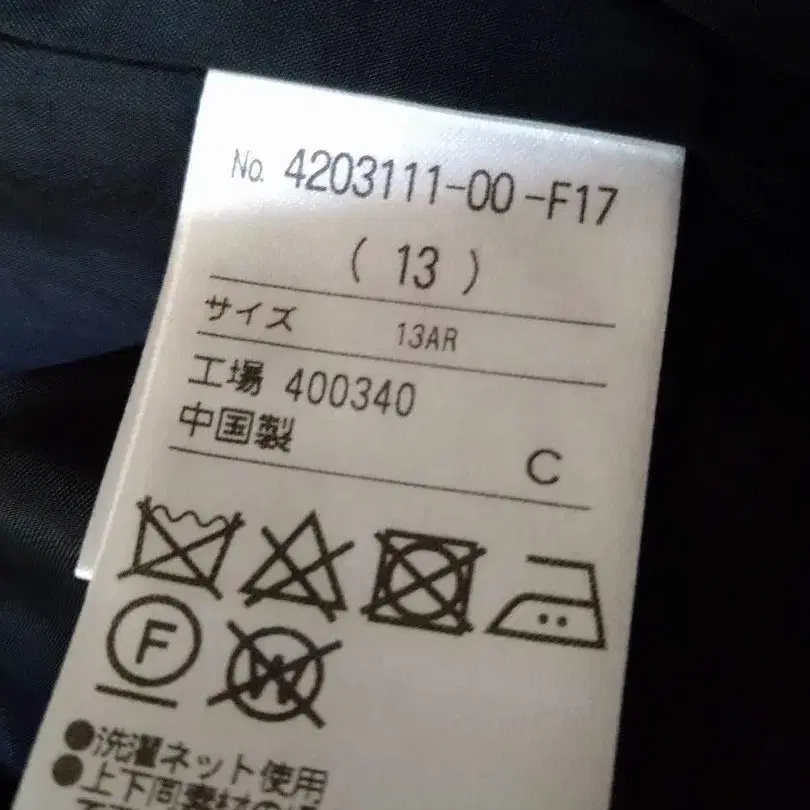 No. 4203111-00-F17
( 13 )
サイズ 13AR
工場 400340
中国製
C
F
W
●洗濯ネット使用
●上下同素材の